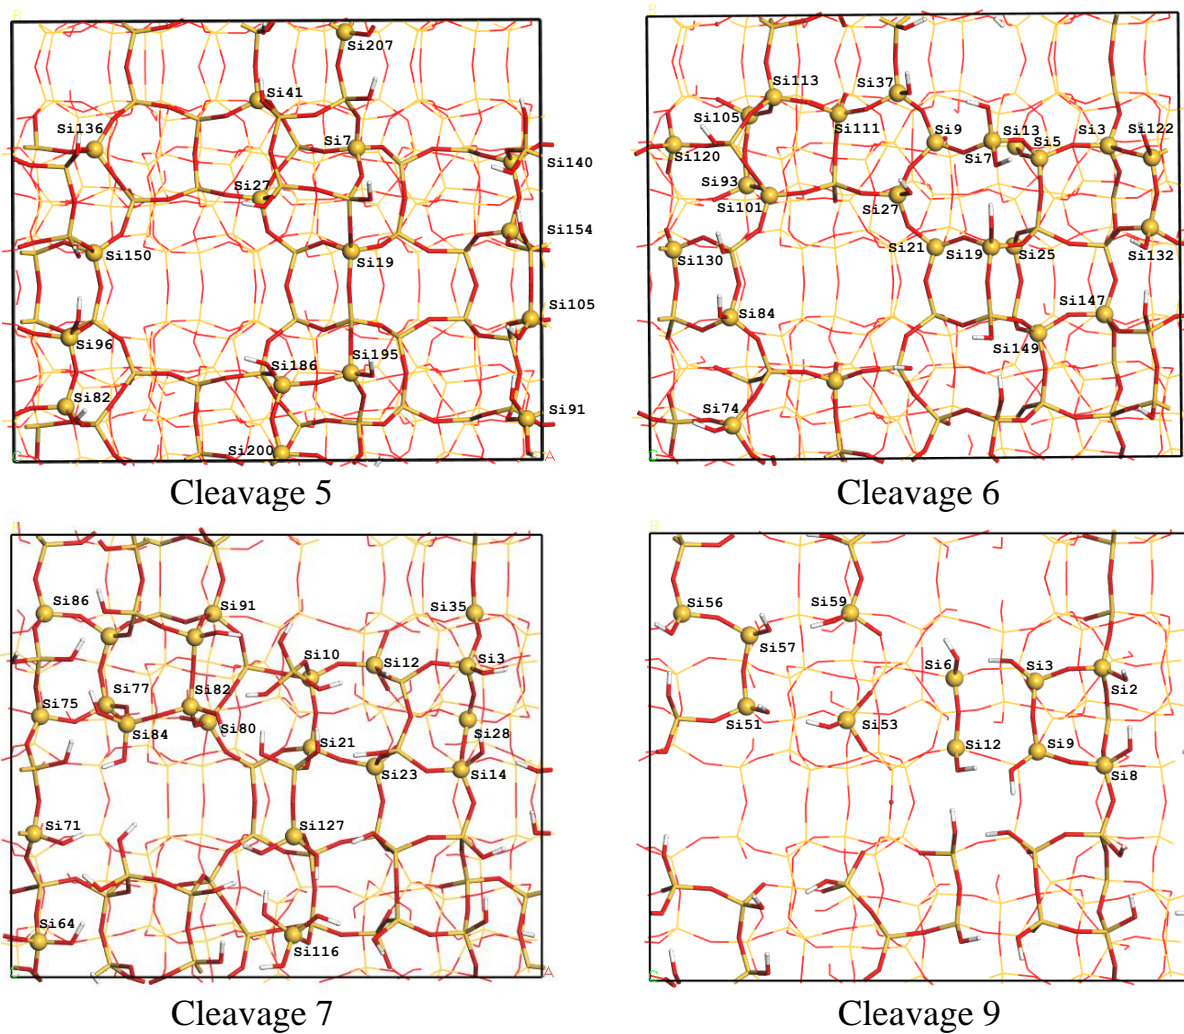 Si207
Si41
Si136
Si7
Si140
Si27
Si154
Si150
Si19
Si105
Si96
Si186
Si195
Si82
Si91
Si200
A
Cleavage 5
Si113
Si37
Si105
Si111
Si9
Si13
Si3
Si122
Si120
Si7
Si5
Si93
Si101
Si27
Si130
Si21
Si19
Si25
Si132
Si84
Si147
Si149
Si74
Cleavage 6
B
Si86
Si91
Si35
Si10
Si12
Si3
Si77
Si82
Si75
Si84
Si80
Si28
Si21
Si23
Si14
Si71
Si127
Si64
Si116
A
Cleavage 7
B
Si56
Si59
Si57
Si6
Si3
Si2
Si51
Si53
Si12
Si9
Si8
Cleavage 9